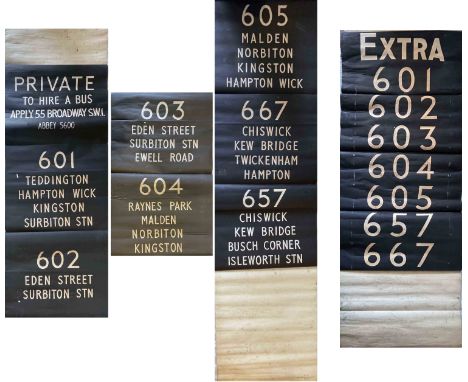 PRIVATE
TO HIRE A BUS
APPLY 55 BROADWAY S.W.1.
ABBEY 5600
601
TEDDINGTON
HAMPTON WICK
KINGSTON
SURBITON STN
602
EDEN STREET
SURBITON STN
603
EDEN STREET
SURBITON STN
EWELL ROAD
604
RAYNES PARK
MALDEN
NORBITON
KINGSTON
605
MALDEN
NORBITON
KINGSTON
HAMPTON WICK
667
CHISWICK
KEW BRIDGE
TWICKENHAM
HAMPTON
657
CHISWICK
KEW BRIDGE
BUSCH CORNER
ISLEWORTH STN
EXTRA
601
602
603
604
605
657
667